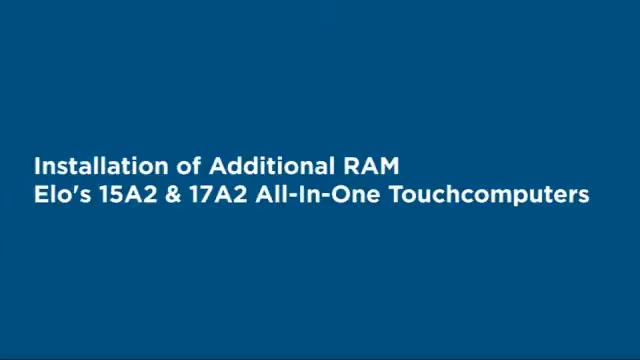 Installation of Additional RAM
Elo's 15A2 & 17A2 All-In-One Touchcomputers